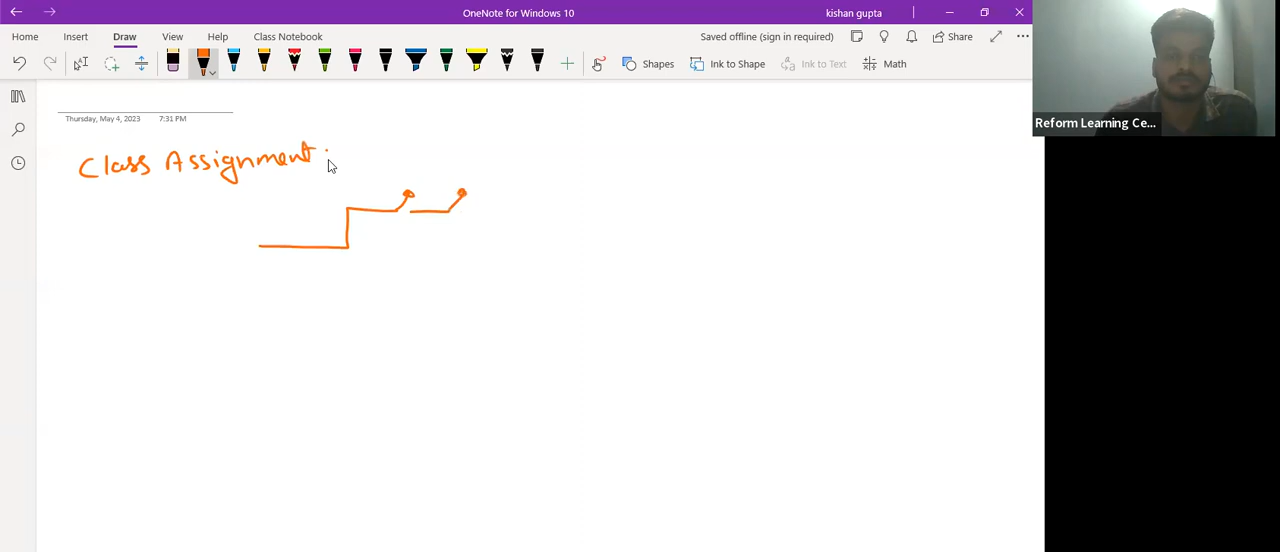 OneNote for Windows 10
kishan gupta
Home Insert Draw View Help Class Notebook
Saved offline (sign in required) Share
Shapes Ink to Shape Ink to Text Math
Reform Learning Ce...
Thursday, May 4, 2023 7:31 PM
Class Assignment.